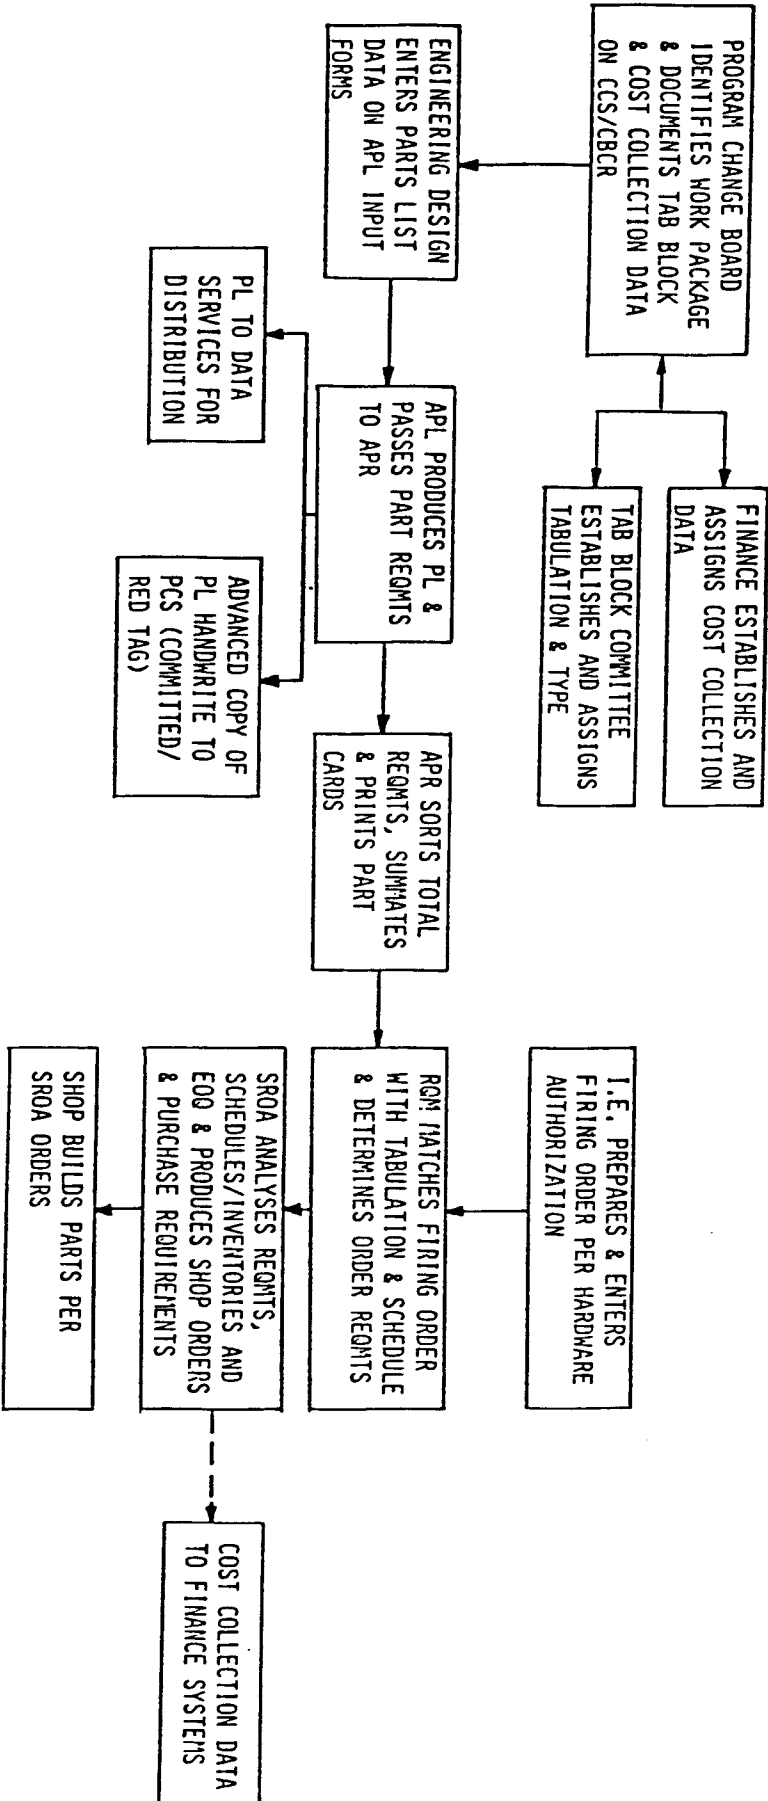 PROGRAM CHANGE BOARD
IDENTIFIES WORK PACKAGE
& DOCUMENTS TAB BLOCK
& COST COLLECTION DATA
ON CCS/CBCR
FINANCE ESTABLISHES AND
ASSIGNS COST COLLECTION
DATA
TAB BLOCK COMMITTEE
ESTABLISHES AND ASSIGNS
TABULATION & TYPE
ENGINEERING DESIGN
ENTERS PARTS LIST
DATA ON APL INPUT
FORMS
APL PRODUCES PL &
PASSES PART REQMTS
TO APR
PL TO DATA
SERVICES FOR
DISTRIBUTION
ADVANCED COPY OF
PL HANDWRITE TO
PCS (COMMITTED/
RED TAG)
APR SORTS TOTAL
REQMTS, SUMMATES
& PRINTS PART
CARDS
I.E. PREPARES & ENTERS
FIRING ORDER PER HARDWARE
AUTHORIZATION
RQM MATCHES FIRING ORDER
WITH TABULATION & SCHEDULE
& DETERMINES ORDER REQMTS
SROA ANALYSES REQMTS,
SCHEDULES/INVENTORIES AND
EOQ & PRODUCES SHOP ORDERS
& PURCHASE REQUIREMENTS
SHOP BUILDS PARTS PER
SROA ORDERS
COST COLLECTION DATA
TO FINANCE SYSTEMS